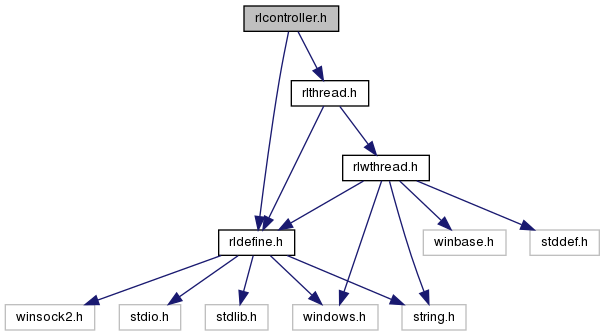 rlcontroller.h
rlthread.h
rlwthread.h
rldefine.h
winbase.h
stddef.h
winsock2.h
stdio.h
stdlib.h
windows.h
string.h